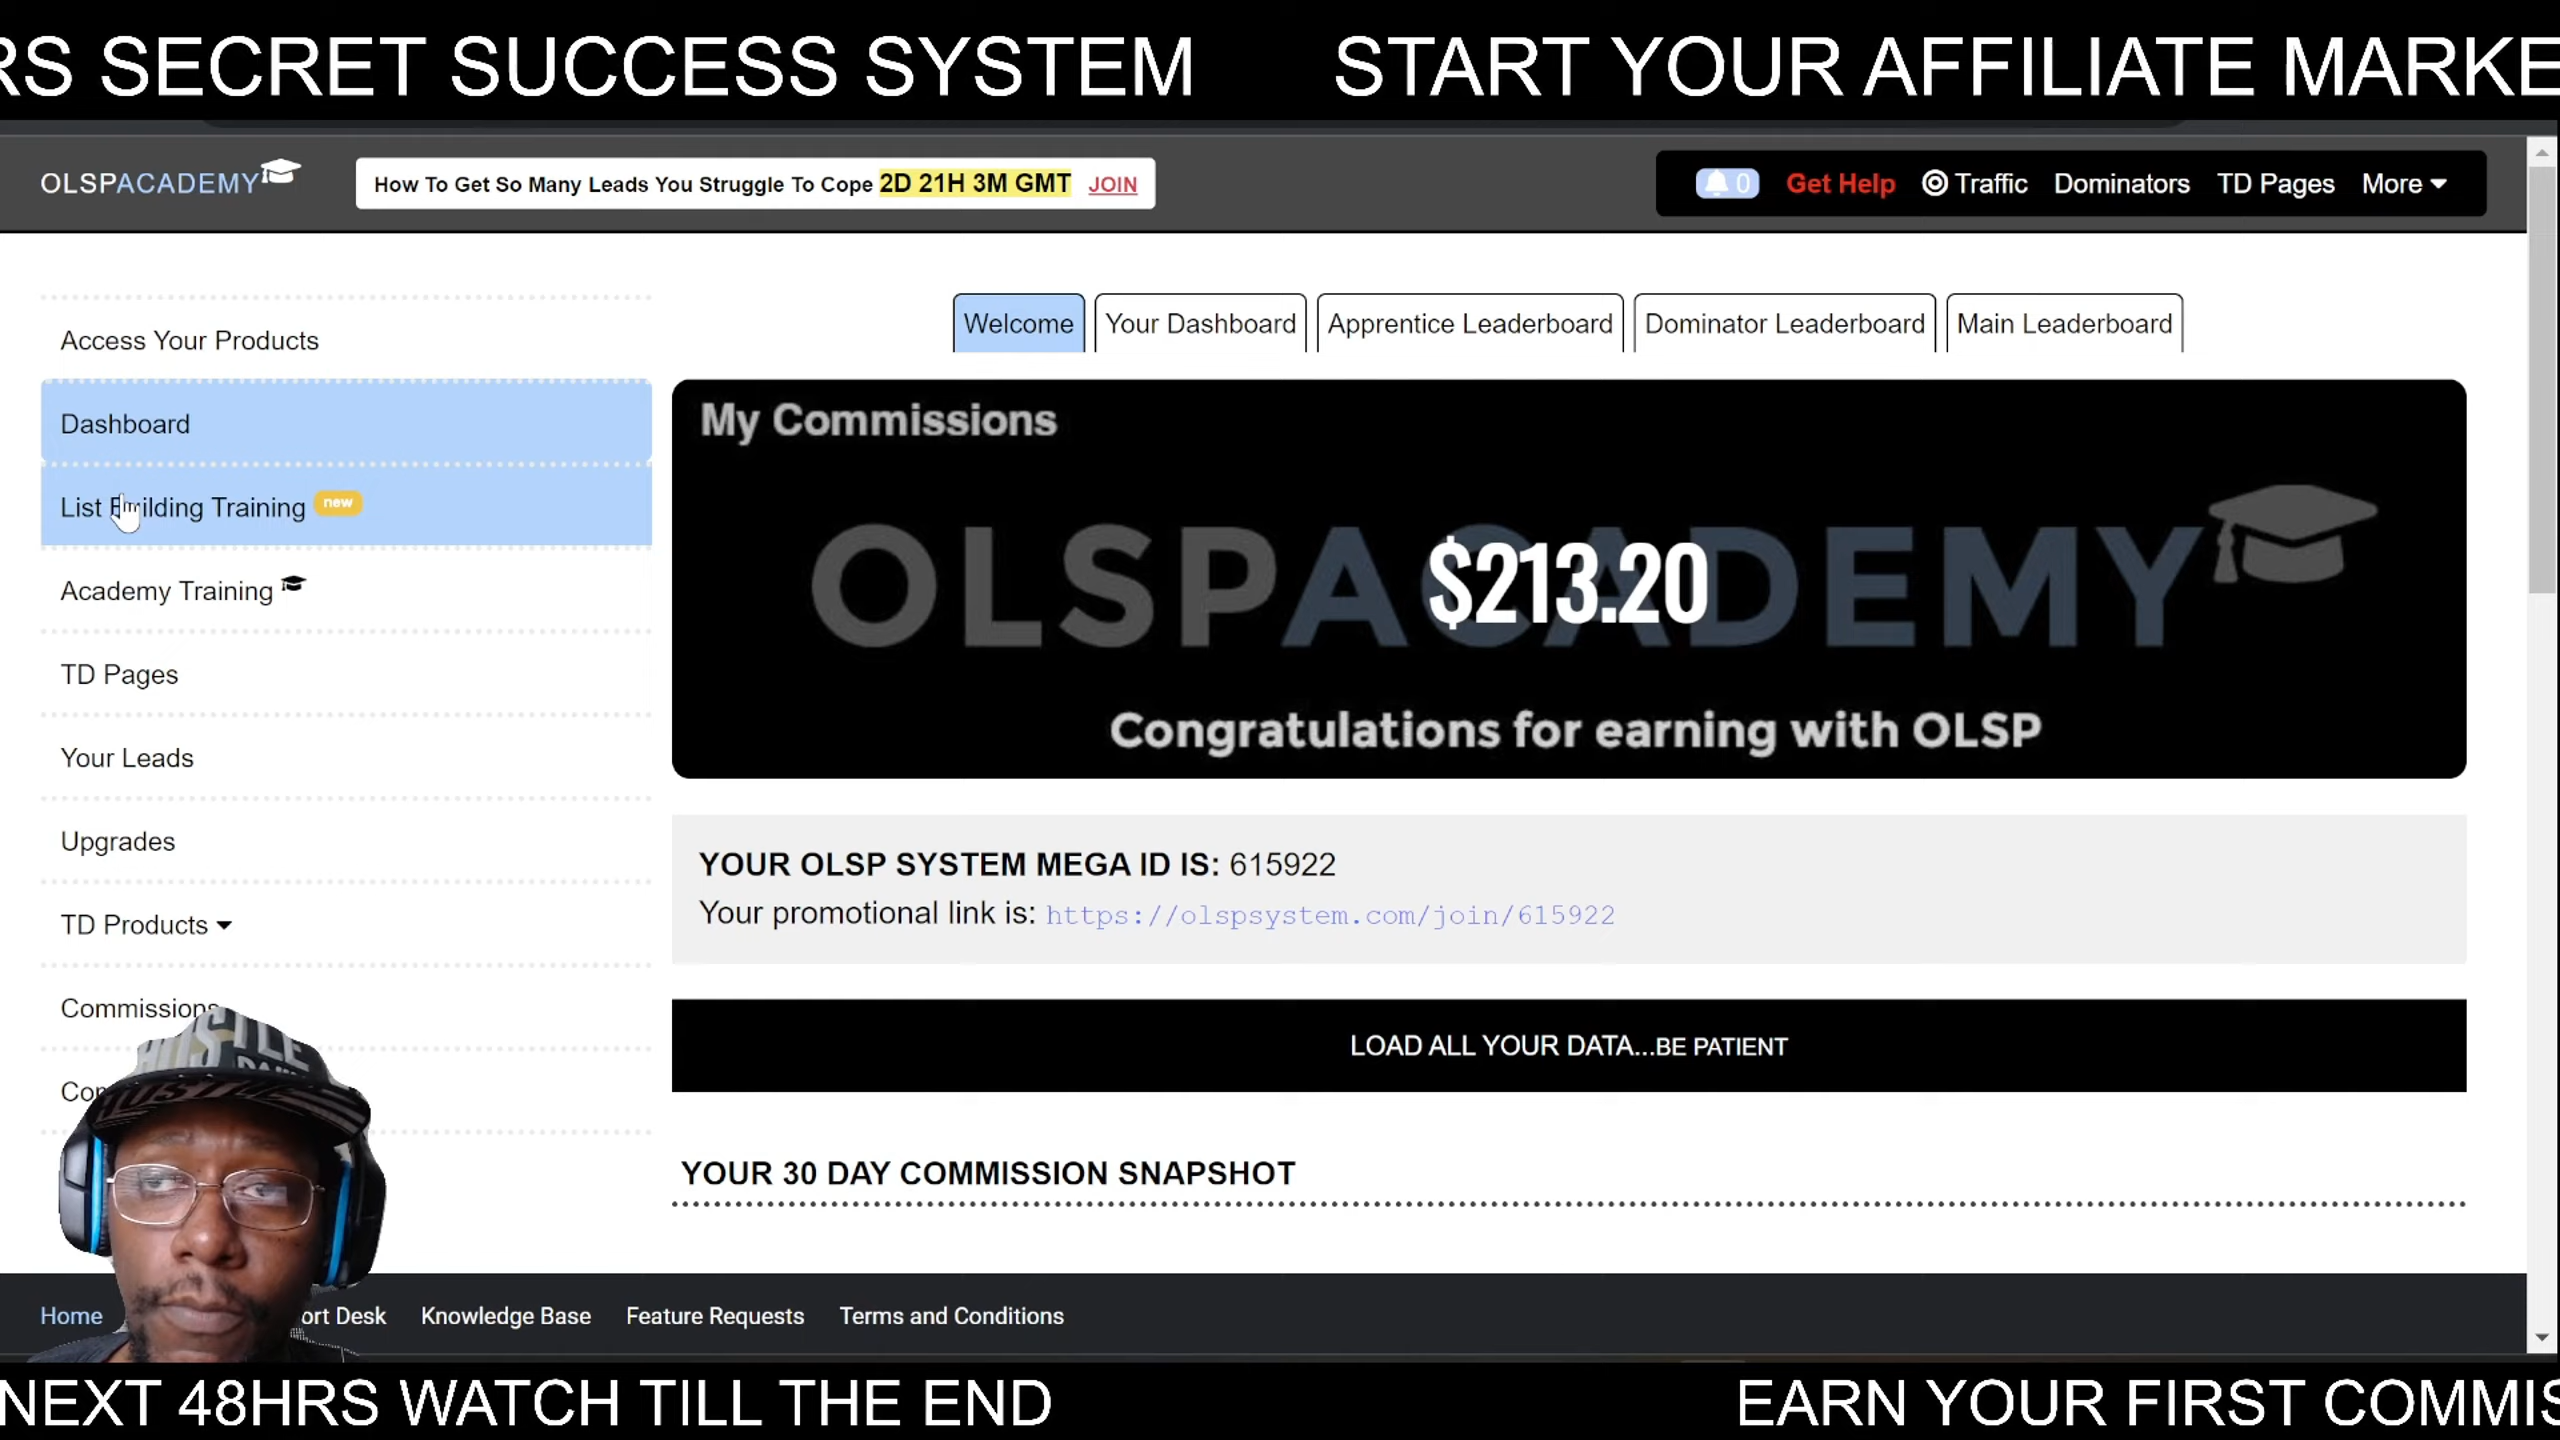 RS SECRET SUCCESS SYSTEM START YOUR AFFILIATE MARKE
OLSPACADEMY
How To Get So Many Leads You Struggle To Cope 2D 21H 3M GMT JOIN
0 Get Help Traffic Dominators TD Pages More
Welcome Your Dashboard Apprentice Leaderboard Dominator Leaderboard Main Leaderboard
Access Your Products
Dashboard
List Building Training new
Academy Training
TD Pages
Your Leads
Upgrades
TD Products
Commissions
My Commissions
OLSPACADEMY
$213.20
Congratulations for earning with OLSP
YOUR OLSP SYSTEM MEGA ID IS: 615922
Your promotional link is: https://olspsystem.com/join/615922
LOAD ALL YOUR DATA...BE PATIENT
YOUR 30 DAY COMMISSION SNAPSHOT
HUSTLE
Home ort Desk Knowledge Base Feature Requests Terms and Conditions
NEXT 48HRS WATCH TILL THE END EARN YOUR FIRST COMMIS